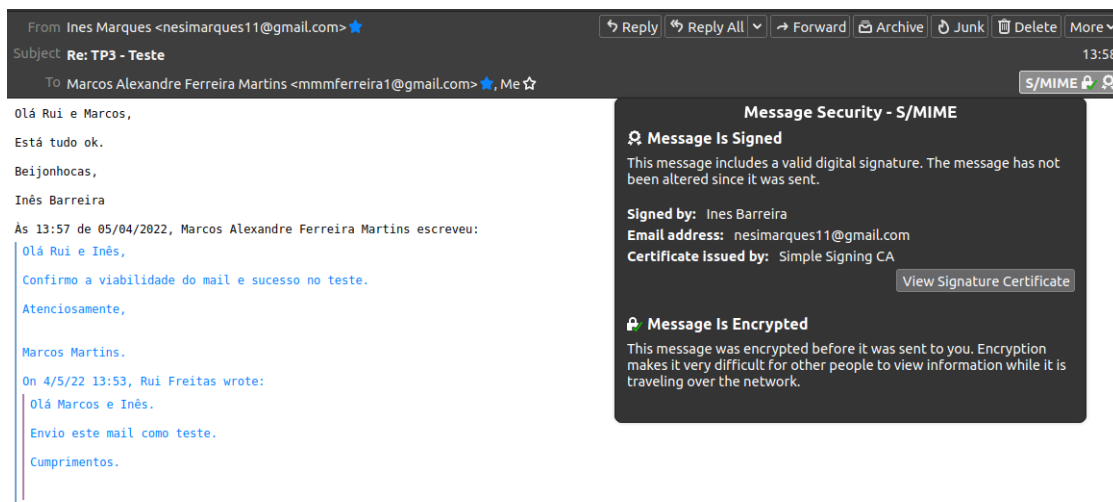 From Ines Marques <nesimarques11@gmail.com>
Reply Reply All Forward Archive Junk Delete More
Subject Re: TP3 - Teste
13:58
To Marcos Alexandre Ferreira Martins <mmmferreira1@gmail.com>, Me
S/MIME
Olá Rui e Marcos,
Está tudo ok.
Beijonhocas,
Inês Barreira
Às 13:57 de 05/04/2022, Marcos Alexandre Ferreira Martins escreveu:
Olá Rui e Inês,
Confirmo a viabilidade do mail e sucesso no teste.
Atenciosamente,
Marcos Martins.
On 4/5/22 13:53, Rui Freitas wrote:
Olá Marcos e Inês.
Envio este mail como teste.
Cumprimentos.
Message Security - S/MIME
Message Is Signed
This message includes a valid digital signature. The message has not
been altered since it was sent.
Signed by: Ines Barreira
Email address: nesimarques11@gmail.com
Certificate issued by: Simple Signing CA
View Signature Certificate
Message Is Encrypted
This message was encrypted before it was sent to you. Encryption
makes it very difficult for other people to view information while it is
traveling over the network.